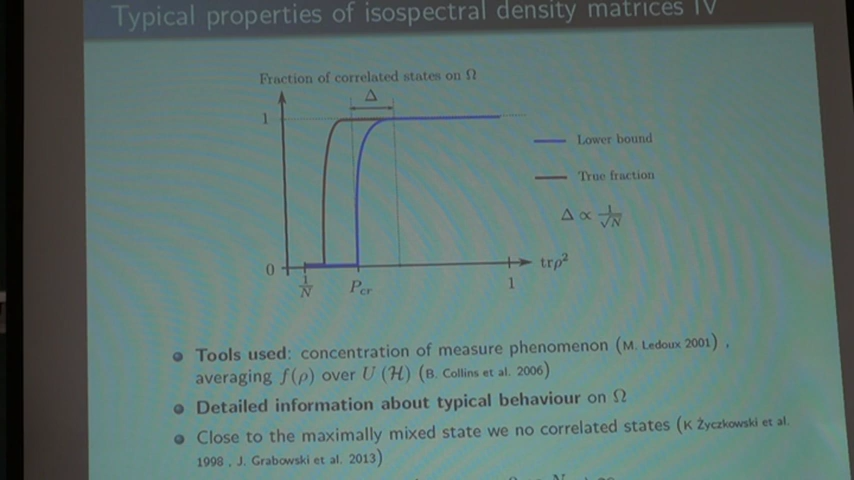 Typical properties of isospectral density matrices IV
Fraction of correlated states on Ω
Δ
1
Lower bound
True fraction
Δ ∝ 1/√N
0
trρ²
1/N
P_cr
1
Tools used: concentration of measure phenomenon (M. Ledoux 2001) ,
averaging f(ρ) over U (ℋ) (B. Collins et al. 2006)
Detailed information about typical behaviour on Ω
Close to the maximally mixed state we no correlated states (K Życzkowski et al.
1998 , J. Grabowski et al. 2013)